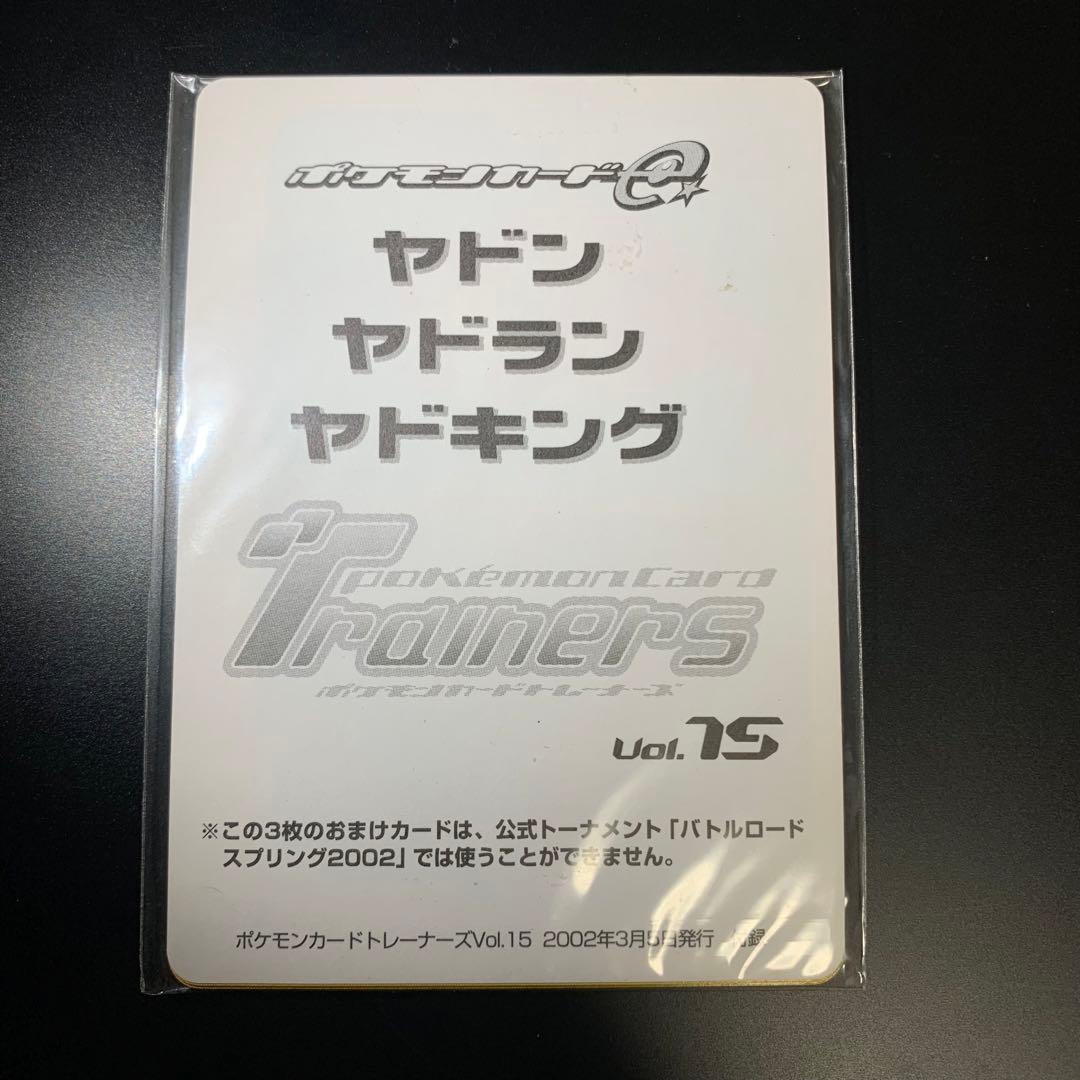 ポケモンカードe
ヤドン
ヤドラン
ヤドキング
Pokémon Card
Trainers
ポケモンカードトレーナーズ
Vol.15
※この3枚のおまけカードは、公式トーナメント「バトルロード
スプリング2002」では使うことができません。
ポケモンカードトレーナーズVol.15 2002年3月5日発行 付録